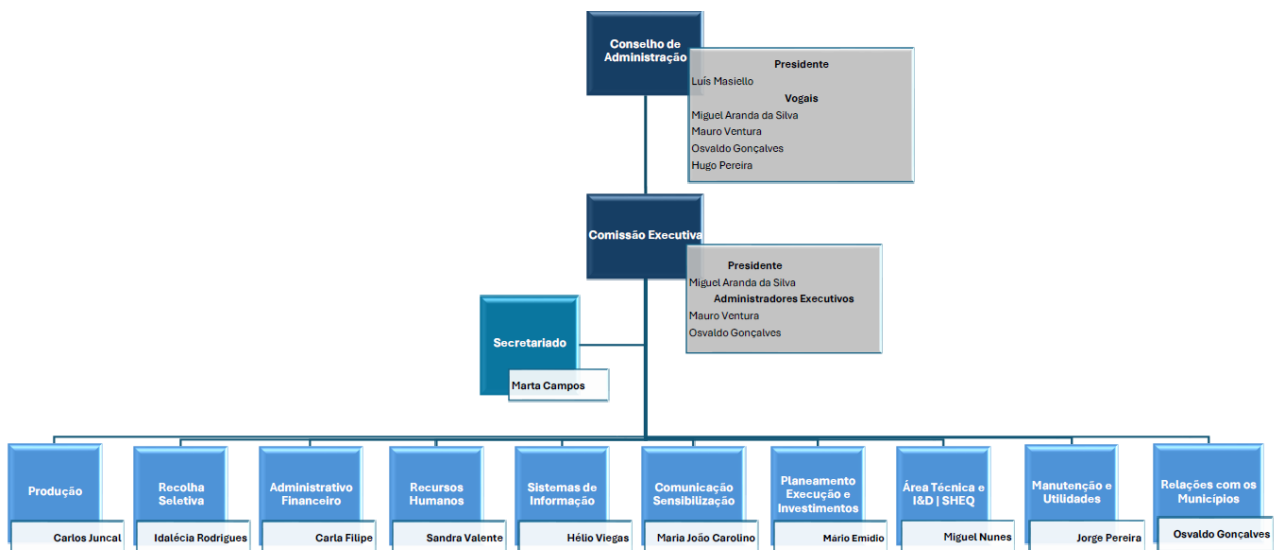 Conselho de
Administração
Presidente
Luís Masiello
Vogais
Miguel Aranda da Silva
Mauro Ventura
Osvaldo Gonçalves
Hugo Pereira
Comissão Executiva
Presidente
Miguel Aranda da Silva
Administradores Executivos
Mauro Ventura
Osvaldo Gonçalves
Secretariado
Marta Campos
Produção
Carlos Juncal
Recolha
Seletiva
Idalécia Rodrigues
Administrativo
Financeiro
Carla Filipe
Recursos
Humanos
Sandra Valente
Sistemas de
Informação
Hélio Viegas
Comunicação
Sensibilização
Maria João Carolino
Planeamento
Execução e
Investimentos
Mário Emídio
Área Técnica e
I&D | SHEQ
Miguel Nunes
Manutenção e
Utilidades
Jorge Pereira
Relações com os
Municípios
Osvaldo Gonçalves